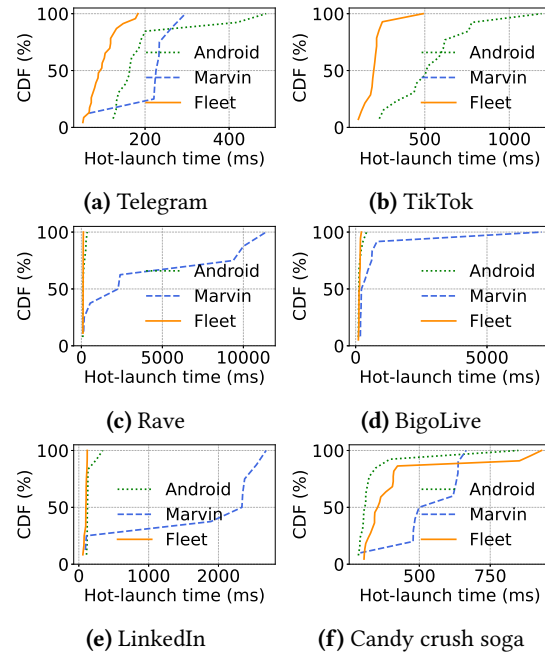 CDF (%)
100
50
0
Android
Marvin
Fleet
200 400
Hot-launch time (ms)
(a) Telegram
CDF (%)
100
50
0
Android
Marvin
Fleet
500 1000
Hot-launch time (ms)
(b) TikTok
CDF (%)
100
50
0
Android
Marvin
Fleet
0 5000 10000
Hot-launch time (ms)
(c) Rave
CDF (%)
100
50
0
Android
Marvin
Fleet
0 5000
Hot-launch time (ms)
(d) BigoLive
CDF (%)
100
50
0
Android
Marvin
Fleet
0 1000 2000
Hot-launch time (ms)
(e) LinkedIn
CDF (%)
100
50
0
Android
Marvin
Fleet
500 750
Hot-launch time (ms)
(f) Candy crush soga